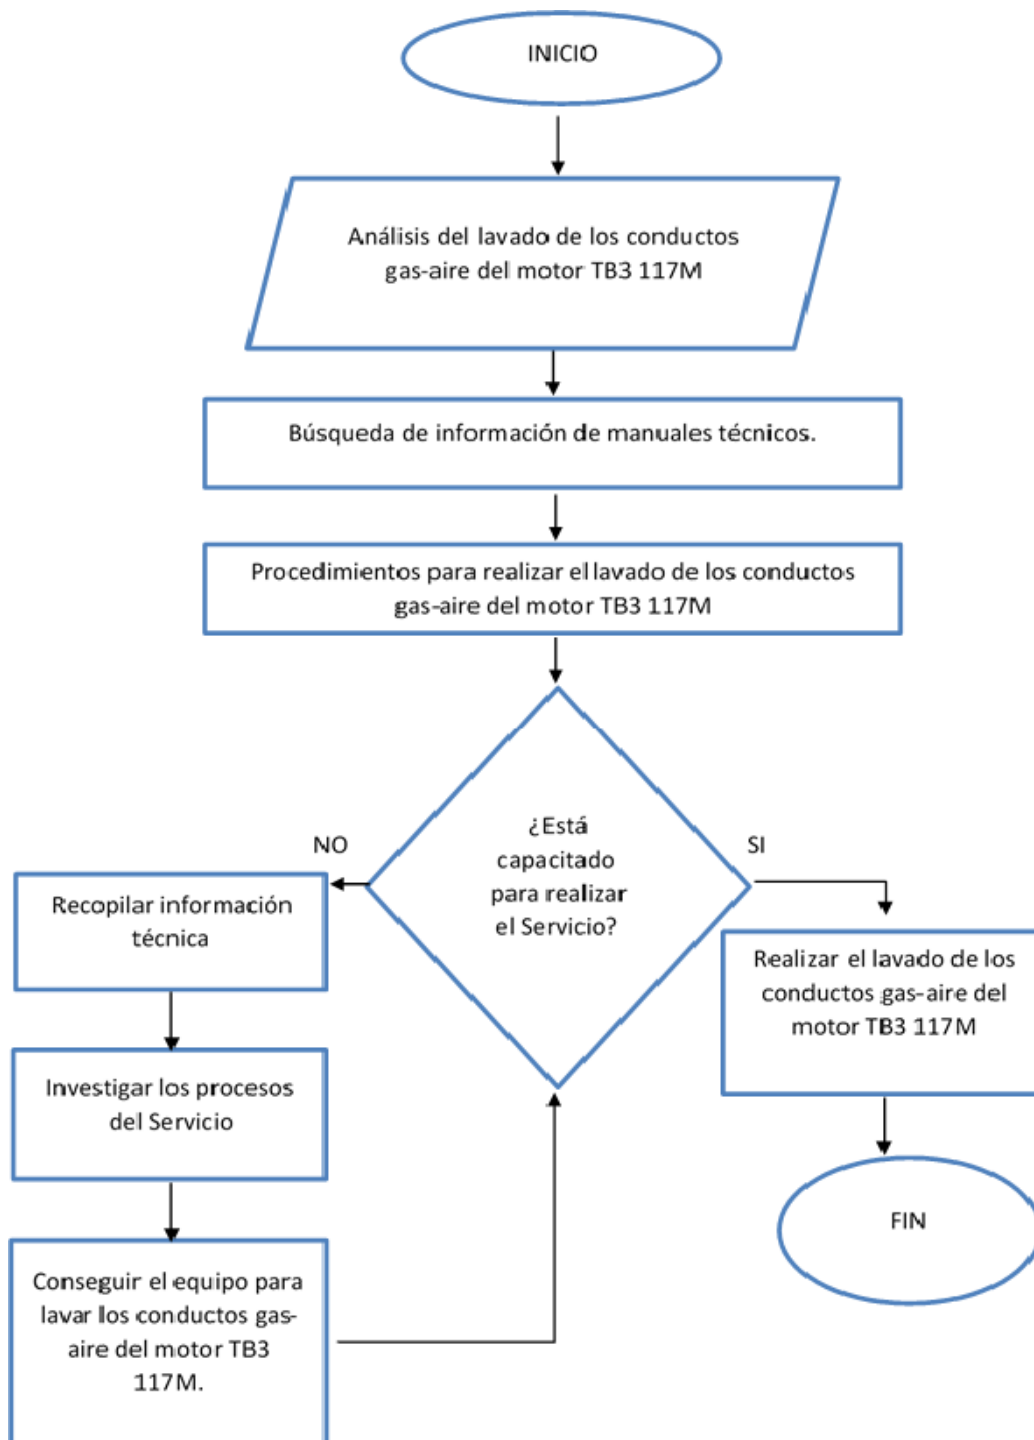 INICIO
Análisis del lavado de los conductos
gas-aire del motor TB3 117M
Búsqueda de información de manuales técnicos.
Procedimientos para realizar el lavado de los conductos
gas-aire del motor TB3 117M
¿Está
capacitado
para realizar
el Servicio?
NO
SI
Recopilar información
técnica
Investigar los procesos
del Servicio
Conseguir el equipo para
lavar los conductos gas-
aire del motor TB3
117M.
Realizar el lavado de los
conductos gas-aire del
motor TB3 117M
FIN